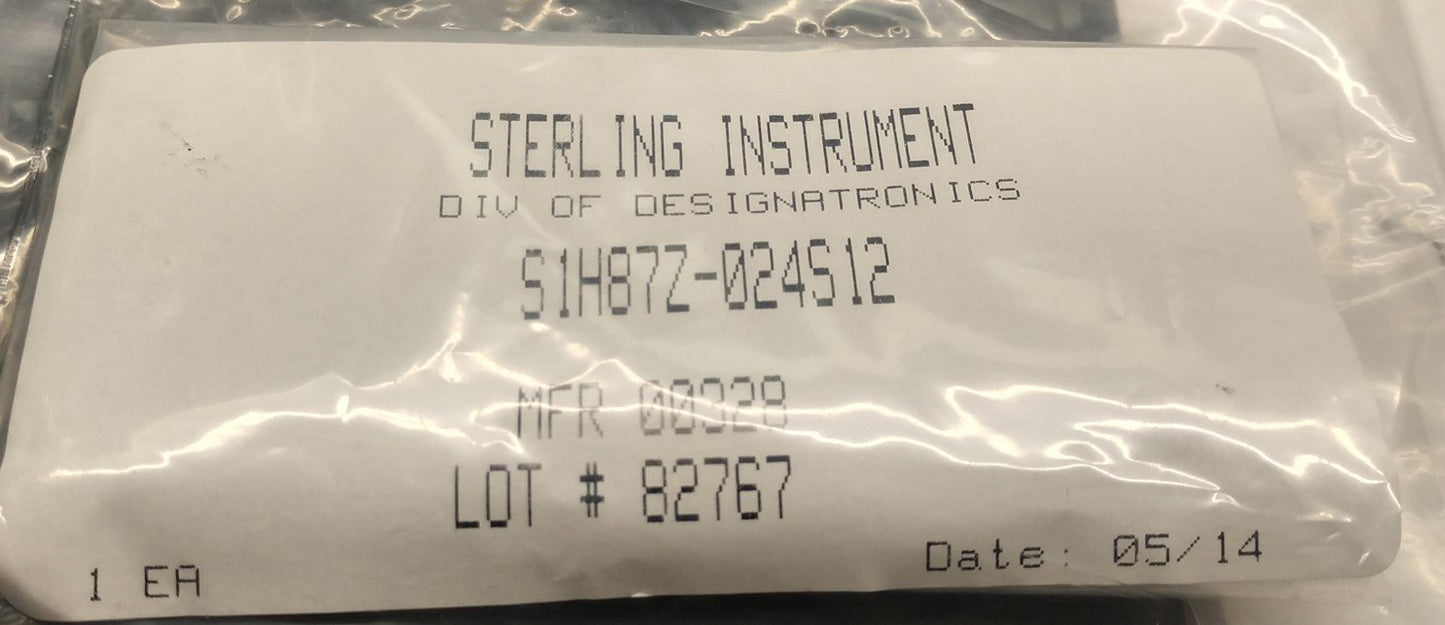 STERLING INSTRUMENT
DIV OF DESIGNATRONICS
S1H87Z-024S12
MFR 00328
LOT # 82767
1 EA
Date: 05/14